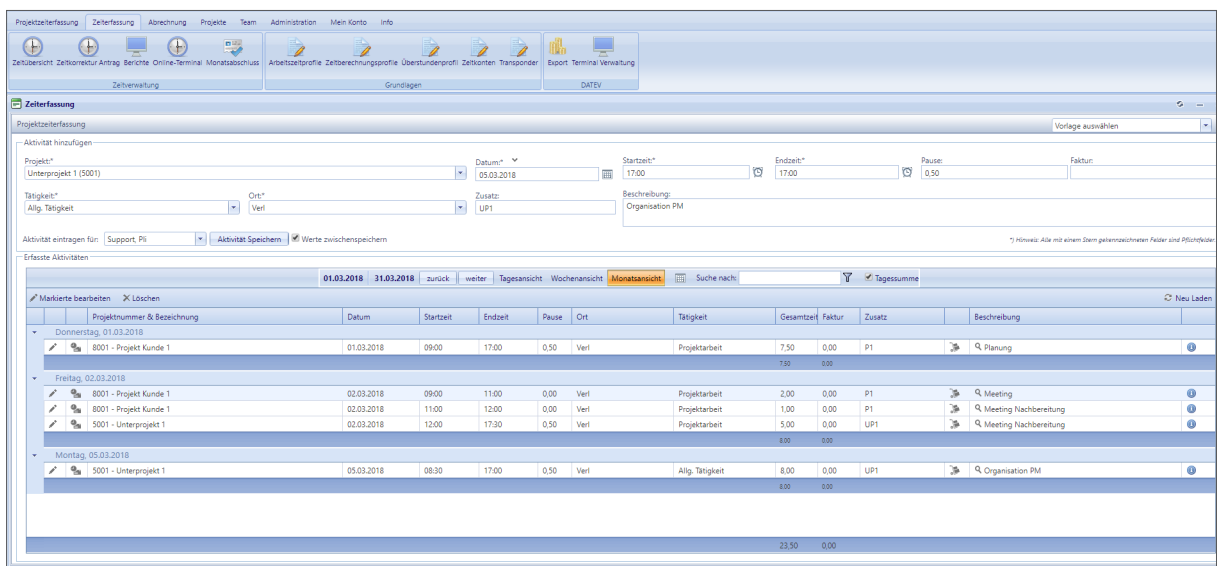 Projektzeiterfassung Zeiterfassung Abrechnung Projekte Team Administration Mein Konto Info
Zeitübersicht Zeitkorrektur Antrag Berichte Online-Terminal Monatsabschluss Arbeitszeitprofile Zeitberechnungsprofile Überstundenprofil Zeitkonten Transponder Export Terminal Verwaltung
Zeitverwaltung Grundlagen DATEV
Zeiterfassung
Projektzeiterfassung Vorlage auswählen
Aktivität hinzufügen
Projekt:* Datum:* Startzeit:* Endzeit:* Pause: Faktur:
Unterprojekt 1 (5001) 05.03.2018 17:00 17:00 0,50
Tätigkeit:* Ort:* Zusatz: Beschreibung:
Allg. Tätigkeit Verl UP1 Organisation PM
Aktivität eintragen für: Support, Pli Aktivität Speichern Werte zwischenspeichern *) Hinweis: Alle mit einem Stern gekennzeichneten Felder sind Pflichtfelder.
Erfasste Aktivitäten
01.03.2018 31.03.2018 zurück weiter Tagesansicht Wochenansicht Monatsansicht Suche nach: Tagessumme
Markierte bearbeiten Löschen Neu Laden
Projektnummer & Bezeichnung Datum Startzeit Endzeit Pause Ort Tätigkeit Gesamtzeit Faktur Zusatz Beschreibung
Donnerstag, 01.03.2018
8001 - Projekt Kunde 1 01.03.2018 09:00 17:00 0,50 Verl Projektarbeit 7,50 0,00 P1 Planung
7,50 0,00
Freitag, 02.03.2018
8001 - Projekt Kunde 1 02.03.2018 09:00 11:00 0,00 Verl Projektarbeit 2,00 0,00 P1 Meeting
8001 - Projekt Kunde 1 02.03.2018 11:00 12:00 0,00 Verl Projektarbeit 1,00 0,00 P1 Meeting Nachbereitung
5001 - Unterprojekt 1 02.03.2018 12:00 17:30 0,50 Verl Projektarbeit 5,00 0,00 UP1 Meeting Nachbereitung
8,00 0,00
Montag, 05.03.2018
5001 - Unterprojekt 1 05.03.2018 08:30 17:00 0,50 Verl Allg. Tätigkeit 8,00 0,00 UP1 Organisation PM
8,00 0,00
23,50 0,00